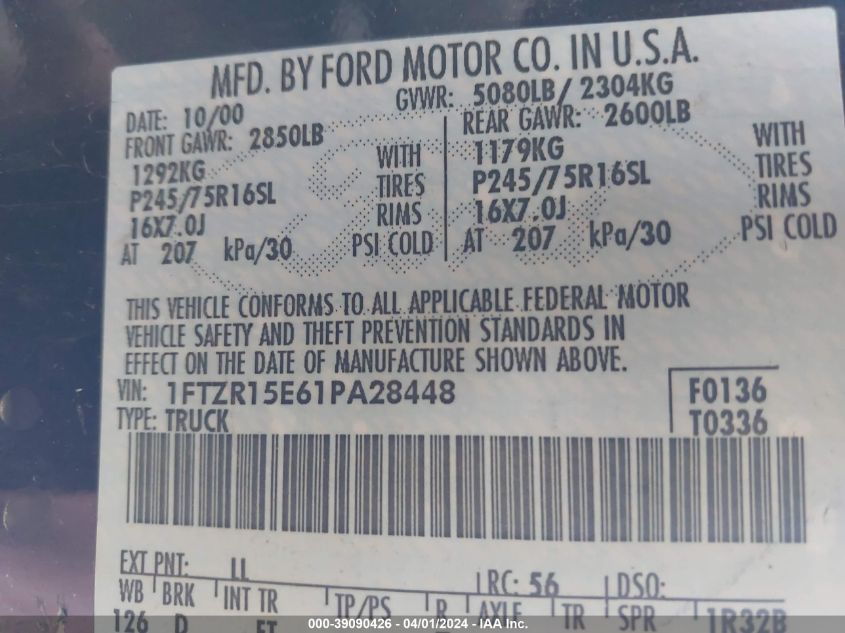 MFD. BY FORD MOTOR CO. IN U.S.A.
DATE: 10/00 GVWR: 5080LB/ 2304KG
FRONT GAWR: 2850LB REAR GAWR: 2600LB
1292KG WITH 1179KG WITH
P245/75R16SL TIRES P245/75R16SL TIRES
16X7.0J RIMS 16X7.0J RIMS
AT 207 kPa/30 PSI COLD AT 207 kPa/30 PSI COLD
THIS VEHICLE CONFORMS TO ALL APPLICABLE FEDERAL MOTOR
VEHICLE SAFETY AND THEFT PREVENTION STANDARDS IN
EFFECT ON THE DATE OF MANUFACTURE SHOWN ABOVE.
VIN: 1FTZR15E61PA28448 F0136
TYPE: TRUCK T0336
EXT PNT: LL RC: 56 DSO:
WB BRK INT TR TP/PS R AXLE TR SPR 1R32B
126 D
000-39090426 - 04/01/2024 - IAAI, Inc.